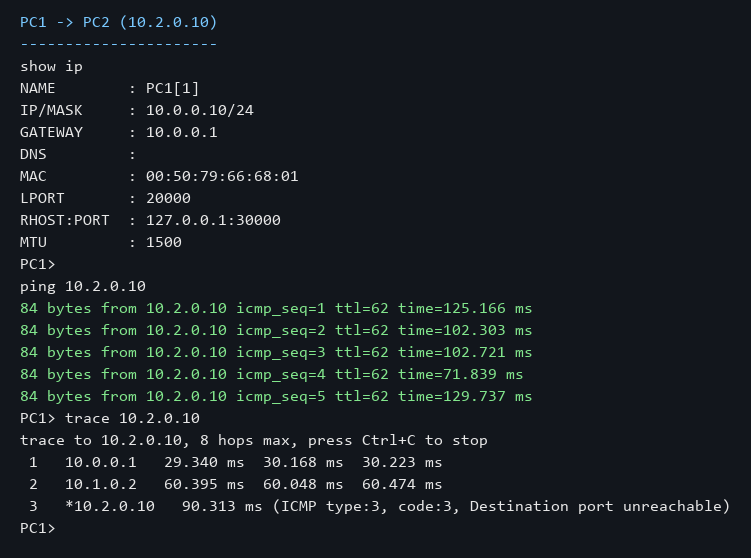 PC1 -> PC2 (10.2.0.10)
----------------------
show ip
NAME        : PC1[1]
IP/MASK     : 10.0.0.10/24
GATEWAY     : 10.0.0.1
DNS         :
MAC         : 00:50:79:66:68:01
LPORT       : 20000
RHOST:PORT  : 127.0.0.1:30000
MTU         : 1500
PC1>
ping 10.2.0.10
84 bytes from 10.2.0.10 icmp_seq=1 ttl=62 time=125.166 ms
84 bytes from 10.2.0.10 icmp_seq=2 ttl=62 time=102.303 ms
84 bytes from 10.2.0.10 icmp_seq=3 ttl=62 time=102.721 ms
84 bytes from 10.2.0.10 icmp_seq=4 ttl=62 time=71.839 ms
84 bytes from 10.2.0.10 icmp_seq=5 ttl=62 time=129.737 ms
PC1> trace 10.2.0.10
trace to 10.2.0.10, 8 hops max, press Ctrl+C to stop
 1   10.0.0.1   29.340 ms  30.168 ms  30.223 ms
 2   10.1.0.2   60.395 ms  60.048 ms  60.474 ms
 3   *10.2.0.10   90.313 ms (ICMP type:3, code:3, Destination port unreachable)
PC1>